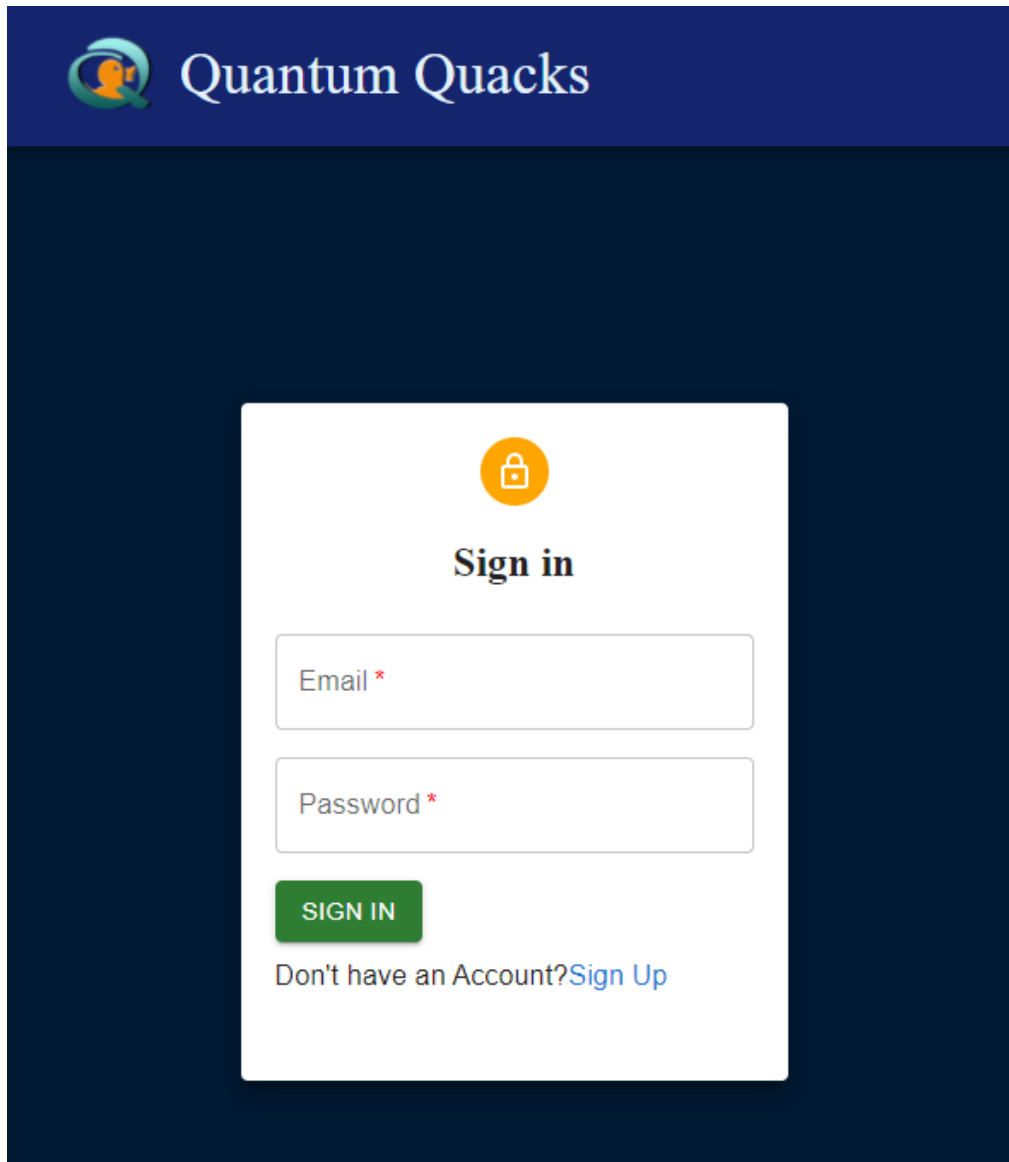 Quantum Quacks
Sign in
Email *
Password *
SIGN IN
Don't have an Account?Sign Up